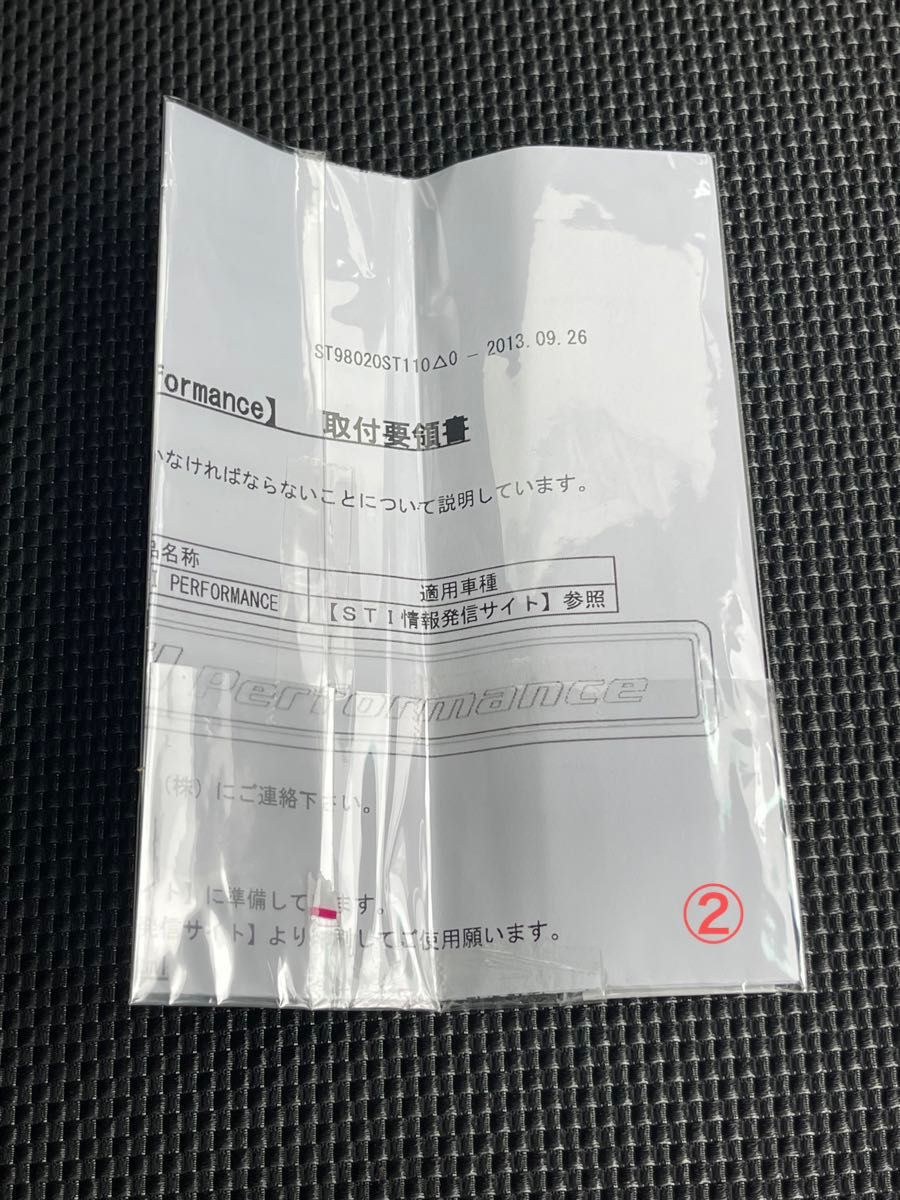 ST98020ST110△0 - 2013.09.26
formance】 取付要領書
なければならないことについて説明しています。
品名称
適用車種
I PERFORMANCE
【STI情報発信サイト】参照
I Performance
(株)にご連絡下さい。
イト】に準備してます。
発信サイト】より 刷してご使用願います。
②